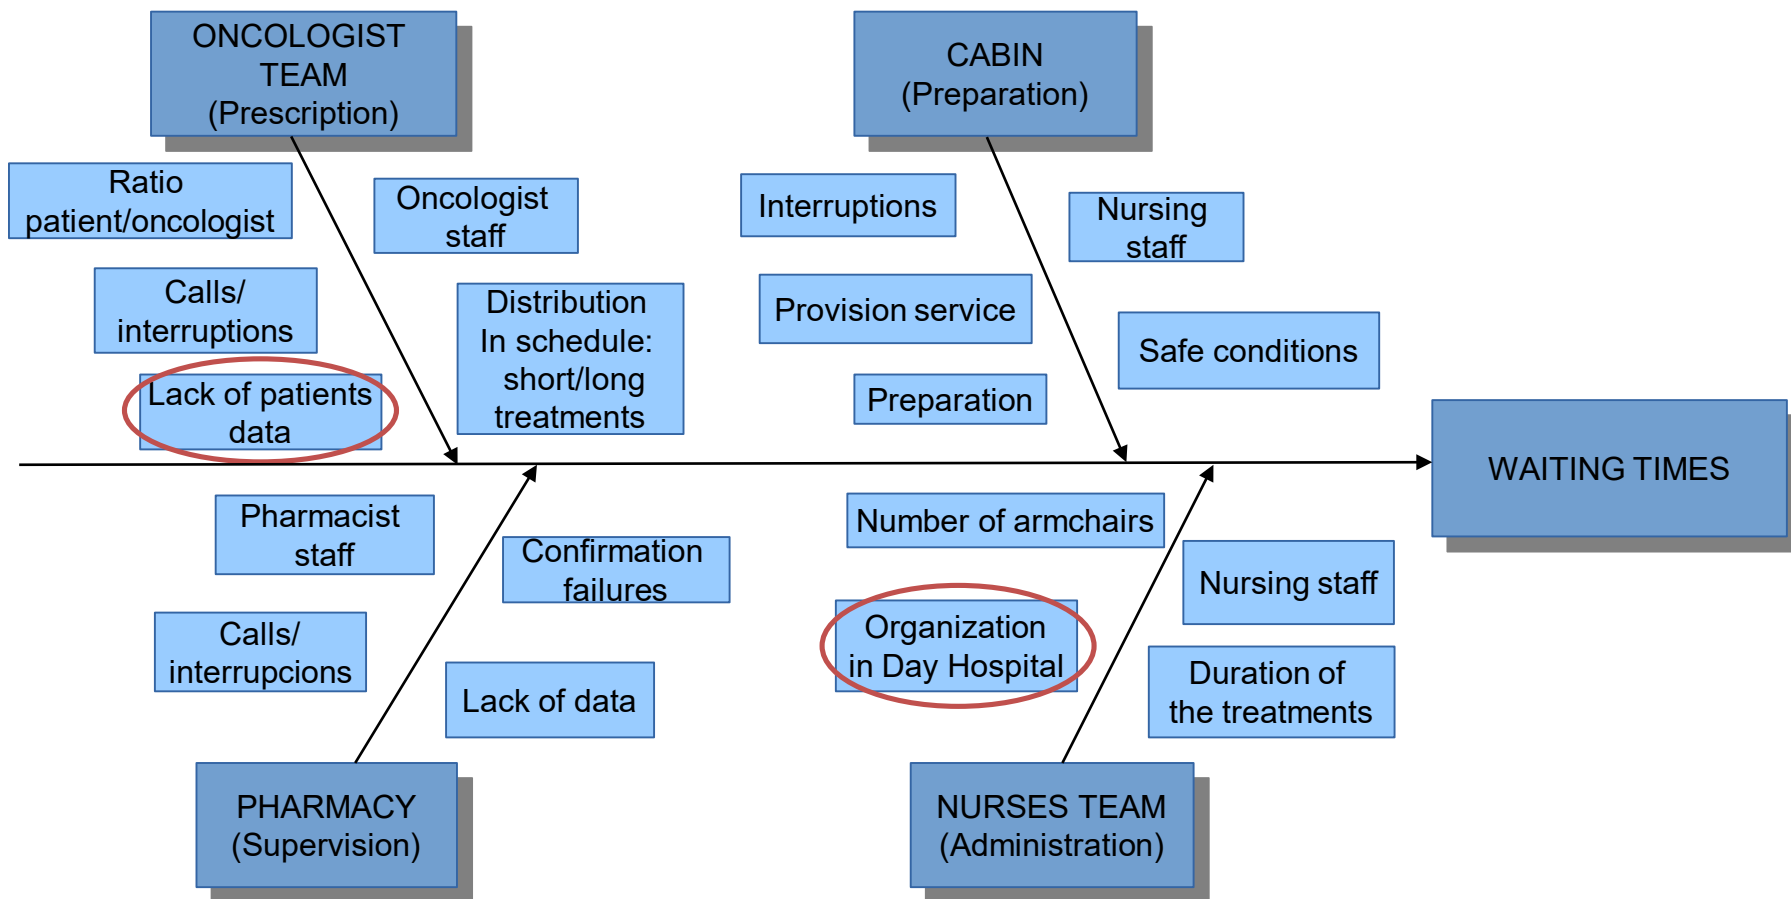 ONCOLOGIST
TEAM
(Prescription)
CABIN
(Preparation)
Ratio
patient/oncologist
Oncologist
staff
Calls/
interruptions
Distribution
In schedule:
short/long
treatments
Lack of patients
data
Interruptions
Nursing
staff
Provision service
Safe conditions
Preparation
WAITING TIMES
Pharmacist
staff
Confirmation
failures
Calls/
interrupcions
Lack of data
Number of armchairs
Nursing staff
Organization
in Day Hospital
Duration of
the treatments
PHARMACY
(Supervision)
NURSES TEAM
(Administration)